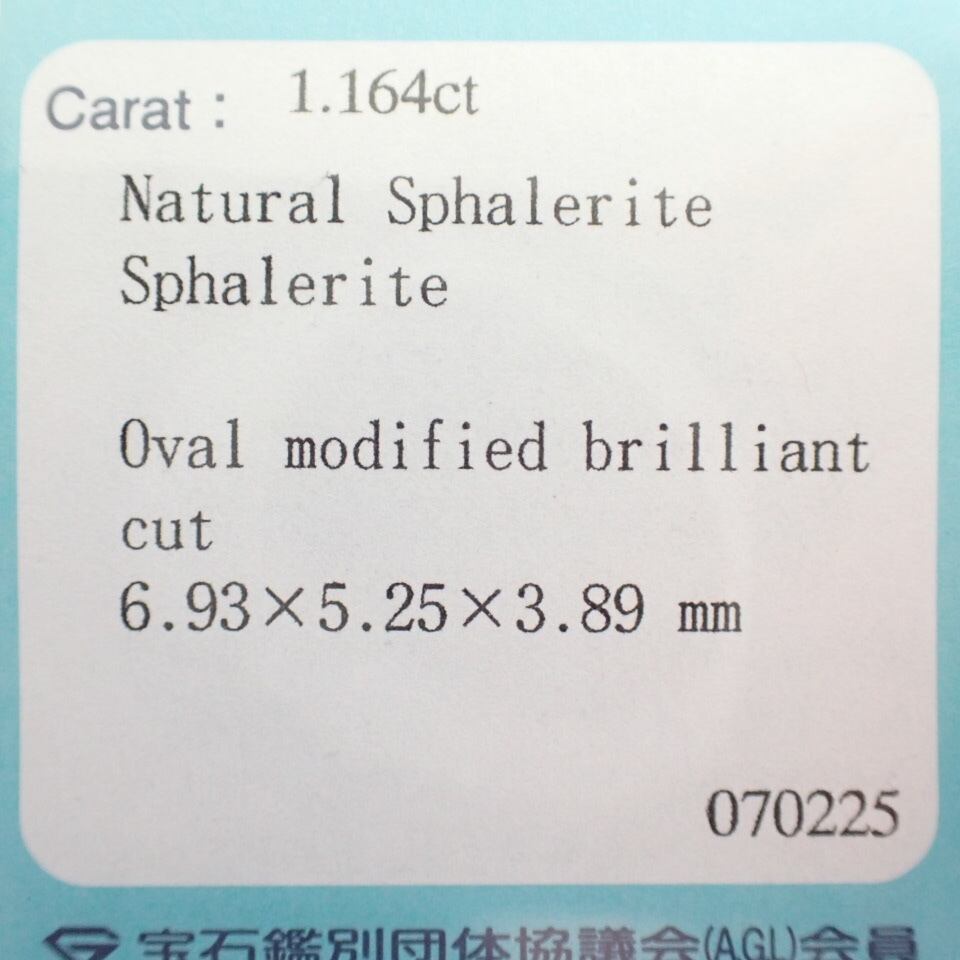 Carat : 1.164ct
Natural Sphalerite
Sphalerite
Oval modified brilliant
cut
6.93×5.25×3.89 mm
070225
宝石鑑別団体協議会(AGL)会員